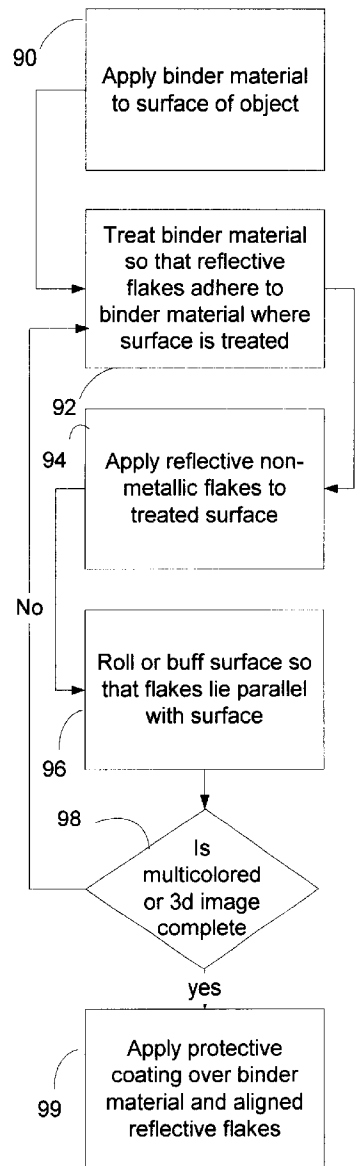 90
Apply binder material
to surface of object
Treat binder material
so that reflective
flakes adhere to
binder material where
surface is treated
92
94
Apply reflective non-
metallic flakes to
treated surface
No
Roll or buff surface so
that flakes lie parallel
with surface
96
98
Is
multicolored
or 3d image
complete
yes
99
Apply protective
coating over binder
material and aligned
reflective flakes